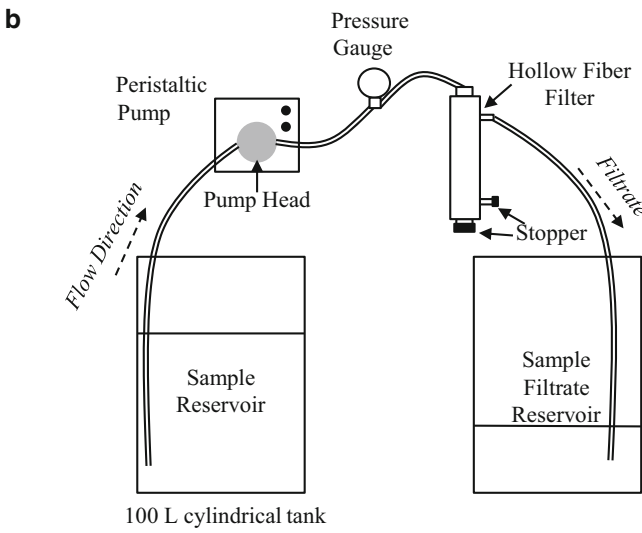 b
Pressure
Gauge
Peristaltic
Pump
Hollow Fiber
Filter
Pump Head
Flow Direction
Filtrate
Stopper
Sample
Reservoir
Sample
Filtrate
Reservoir
100 L cylindrical tank